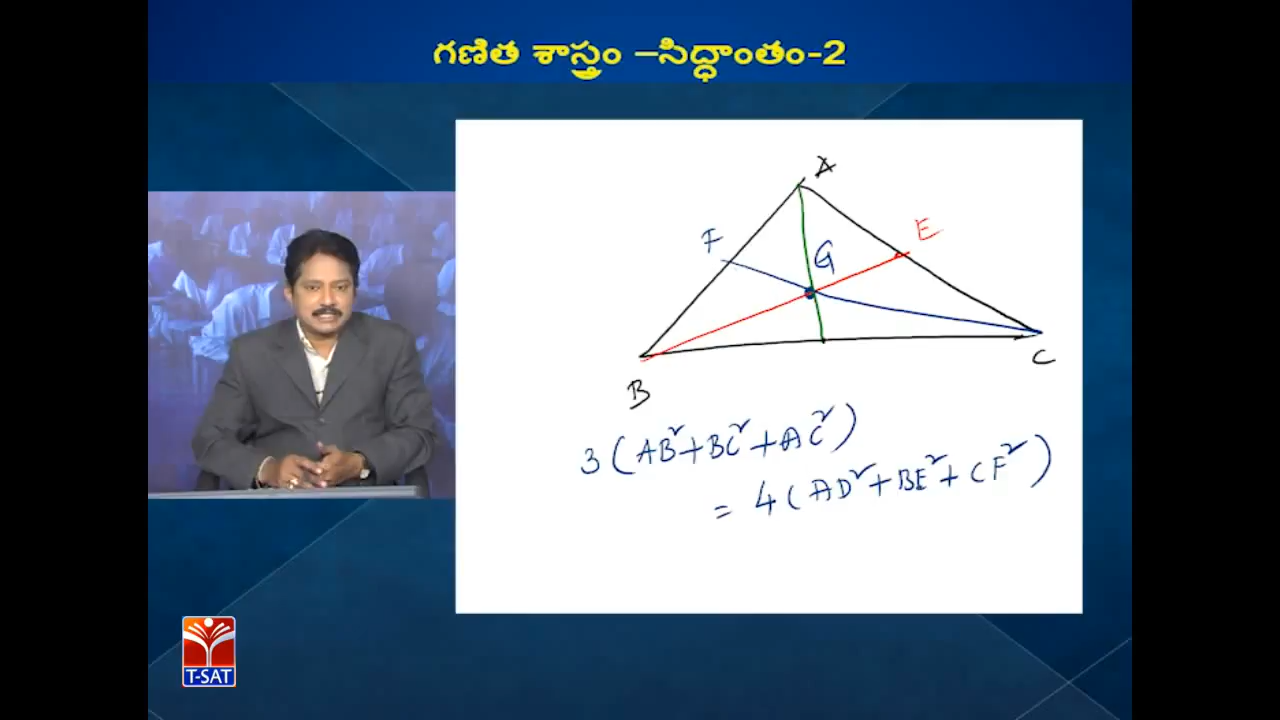 గణిత శాస్త్రం –సిద్ధాంతం-2
A
F
E
G
B
C
3(AB²+BC²+AC²)
= 4(AD²+BE²+CF²)
T-SAT